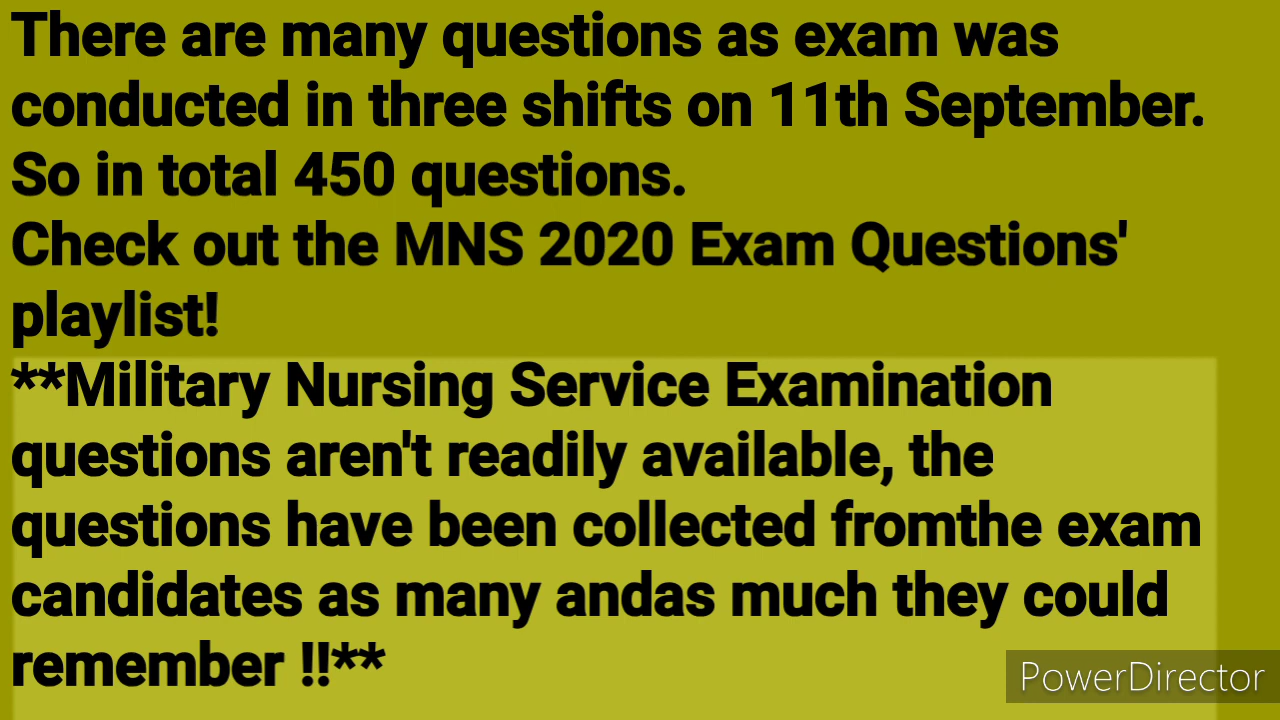 There are many questions as exam was
conducted in three shifts on 11th September.
So in total 450 questions.
Check out the MNS 2020 Exam Questions'
playlist!
**Military Nursing Service Examination
questions aren't readily available, the
questions have been collected fromthe exam
candidates as many andas much they could
remember !!**
PowerDirector